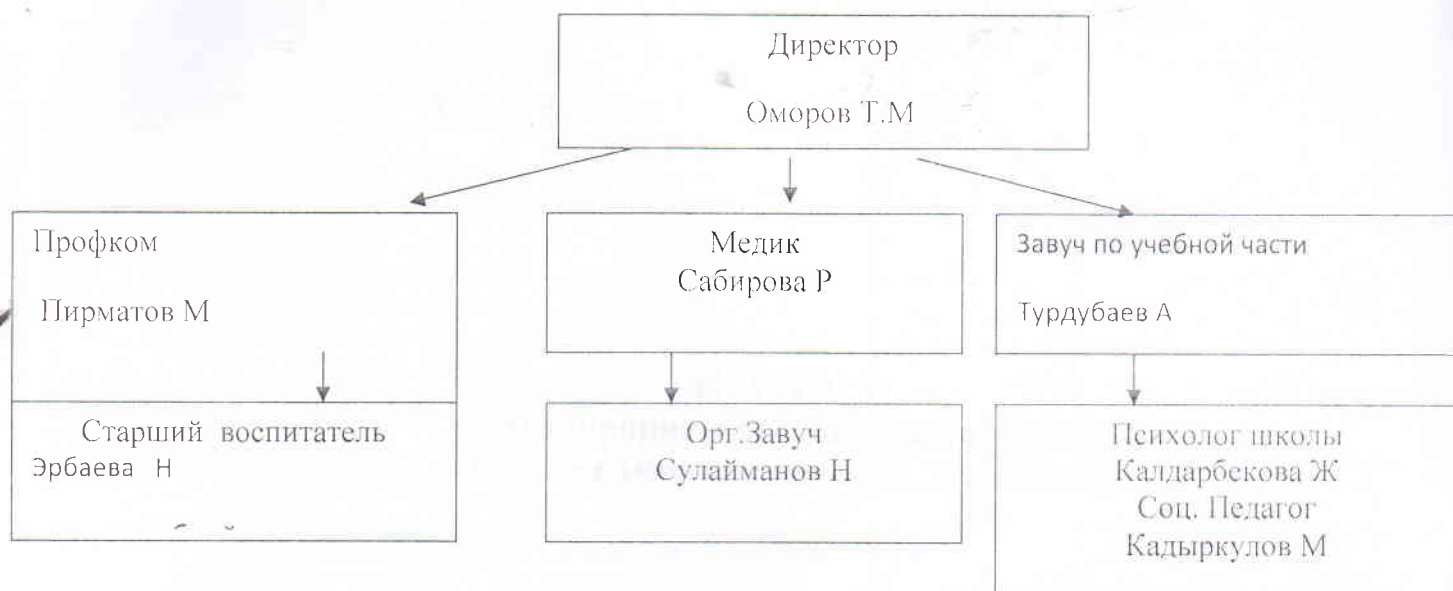 Директор
Оморов Т.М
Профком
Пирматов М
Медик
Сабирова Р
Завуч по учебной части
Турдубаев А
Старший воспитатель
Эрбаева Н
Орг.Завуч
Сулайманов Н
Психолог школы
Калдарбекова Ж
Соц. Педагог
Кадыркулов М